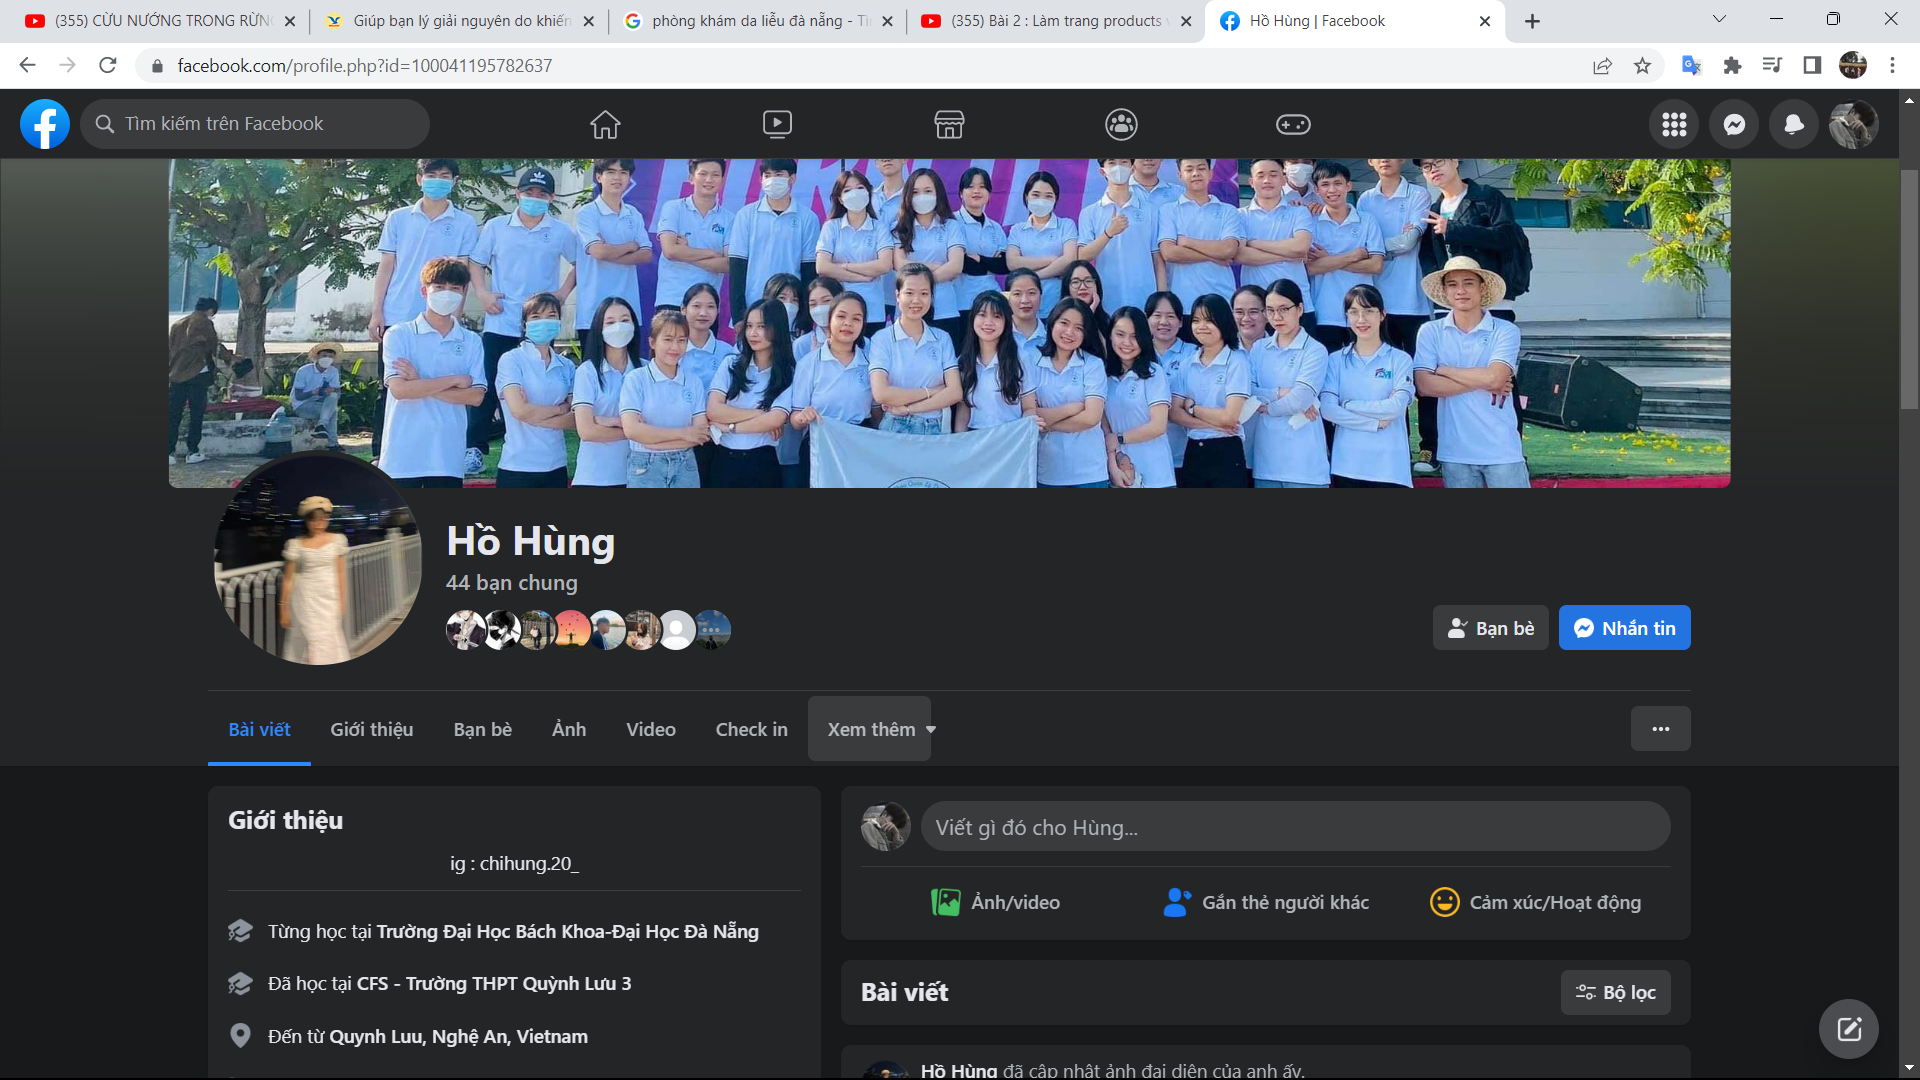 (355) CỪU NƯỚNG TRONG RỪN
Giúp bạn lý giải nguyên do khiến
phòng khám da liễu đà nẵng - Tì
(355) Bài 2 : Làm trang products v
Hồ Hùng | Facebook
facebook.com/profile.php?id=100041195782637
Tìm kiếm trên Facebook
Hồ Hùng
44 bạn chung
Bạn bè
Nhắn tin
Bài viết
Giới thiệu
Bạn bè
Ảnh
Video
Check in
Xem thêm
Giới thiệu
ig : chihung.20_
Từng học tại Trường Đại Học Bách Khoa-Đại Học Đà Nẵng
Đã học tại CFS - Trường THPT Quỳnh Lưu 3
Đến từ Quynh Luu, Nghệ An, Vietnam
Viết gì đó cho Hùng...
Ảnh/video
Gắn thẻ người khác
Cảm xúc/Hoạt động
Bài viết
Bộ lọc
Hồ Hùng đã cập nhật ảnh đại diện của anh ấy.